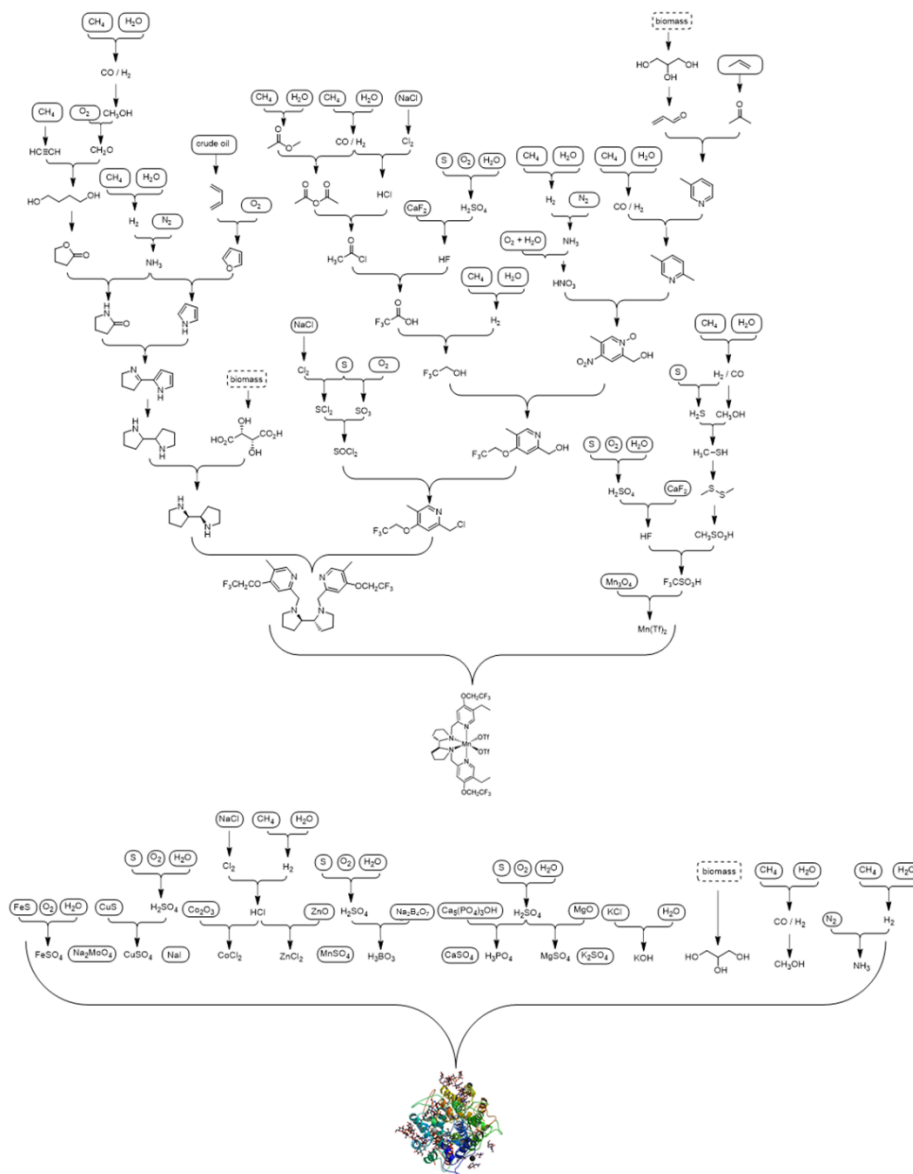 CH4 H2O
biomass
CO / H2
HO OH
OH
CH4 O2 CH3OH
CH4 H2O CH4 H2O NaCl
O
O
O
HC≡CH CH2O
crude oil
O
CO / H2 Cl2
S O2 H2O
CH4 H2O
CH4 H2O
N
HO OH
CH4 H2O
O O
O
HCl
H2 N2
CO / H2
O2
CaF2 H2SO4
H2 N2
O2 + H2O NH3
O
O
O
NH3
O
H3C Cl
HF
HNO3
N
H
N
O
N
H
CH4 H2O
O
F3C OH
H2
NaCl
N O
O2N OH
CH4 H2O
Cl2 S O2
F3C OH
S H2 / CO
N
N
H
biomass
SCl2 SO3
H2S CH3OH
H
N
N
H
OH
HO2C CO2H
OH
SOCl2
N
O OH
F3C
S O2 H2O
H3C-SH
H2SO4 CaF2
S
S
H
N
N
H
N
O Cl
F3C
HF CH3SO3H
N N
F3CH2CO OCH2CF3
N N
Mn3O4 F3CSO3H
Mn(Tf)2
OCH2CF3
N
N OTf
Mn
N OTf
N
OCH2CF3
NaCl CH4 H2O
S O2 H2O Cl2 H2 S O2 H2O S O2 H2O biomass CH4 H2O CH4 H2O
FeS O2 H2O CuS H2SO4 Co2O3 HCl ZnO H2SO4 Na2B4O7 Ca5(PO4)3OH H2SO4 MgO KCl H2O CO / H2 N2 H2
FeSO4 Na2MoO4 CuSO4 NaI CoCl2 ZnCl2 MnSO4 H3BO3 CaSO4 H3PO4 MgSO4 K2SO4 KOH HO OH CH3OH NH3
OH